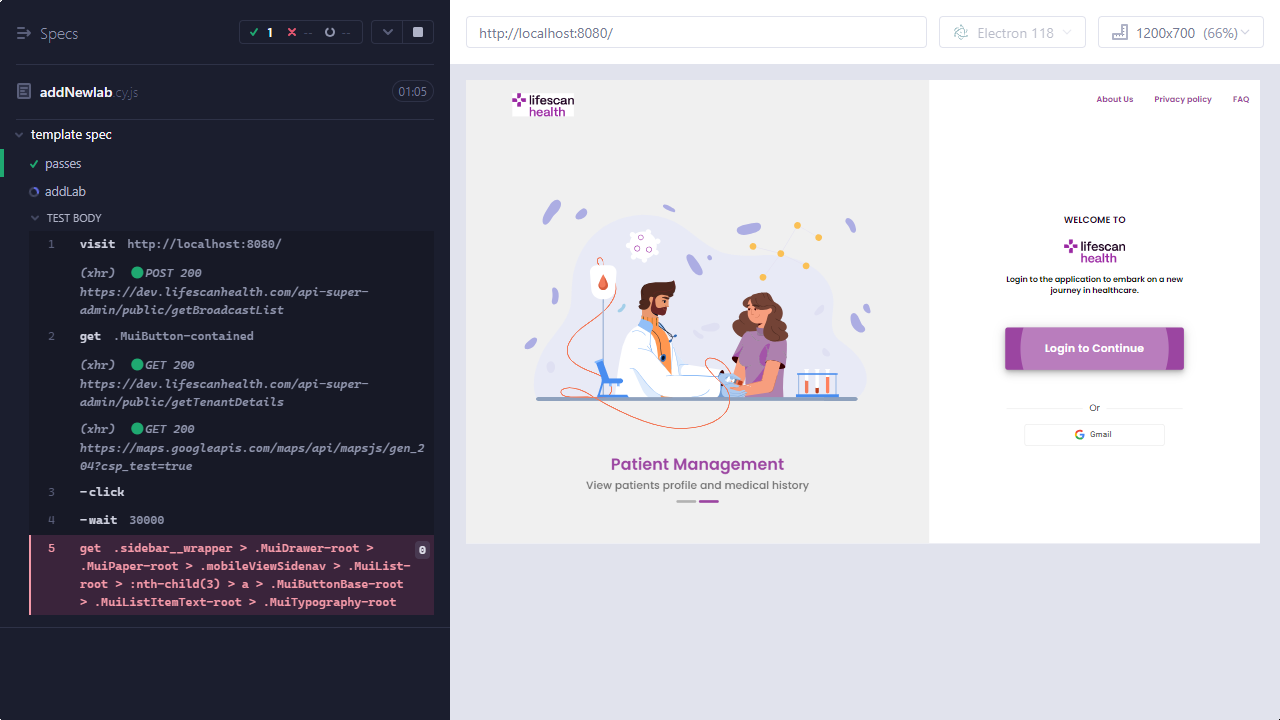 Specs
1
--
--
addNewlab.cy.js
01:05
template spec
passes
addLab
TEST BODY
1 visit http://localhost:8080/
(xhr) POST 200
https://dev.lifescanhealth.com/api-super-
admin/public/getBroadcastList
2 get .MuiButton-contained
(xhr) GET 200
https://dev.lifescanhealth.com/api-super-
admin/public/getTenantDetails
(xhr) GET 200
https://maps.googleapis.com/maps/api/mapsjs/gen_2
04?csp_test=true
3 -click
4 -wait 30000
5 get .sidebar__wrapper > .MuiDrawer-root > 0
.MuiPaper-root > .mobileViewSidenav > .MuiList-
root > :nth-child(3) > a > .MuiButtonBase-root
> .MuiListItemText-root > .MuiTypography-root
http://localhost:8080/
Electron 118
1200x700 (66%)
lifescan
health
About Us Privacy policy FAQ
WELCOME TO
lifescan
health
Login to the application to embark on a new
journey in healthcare.
Login to Continue
Or
Gmail
Patient Management
View patients profile and medical history